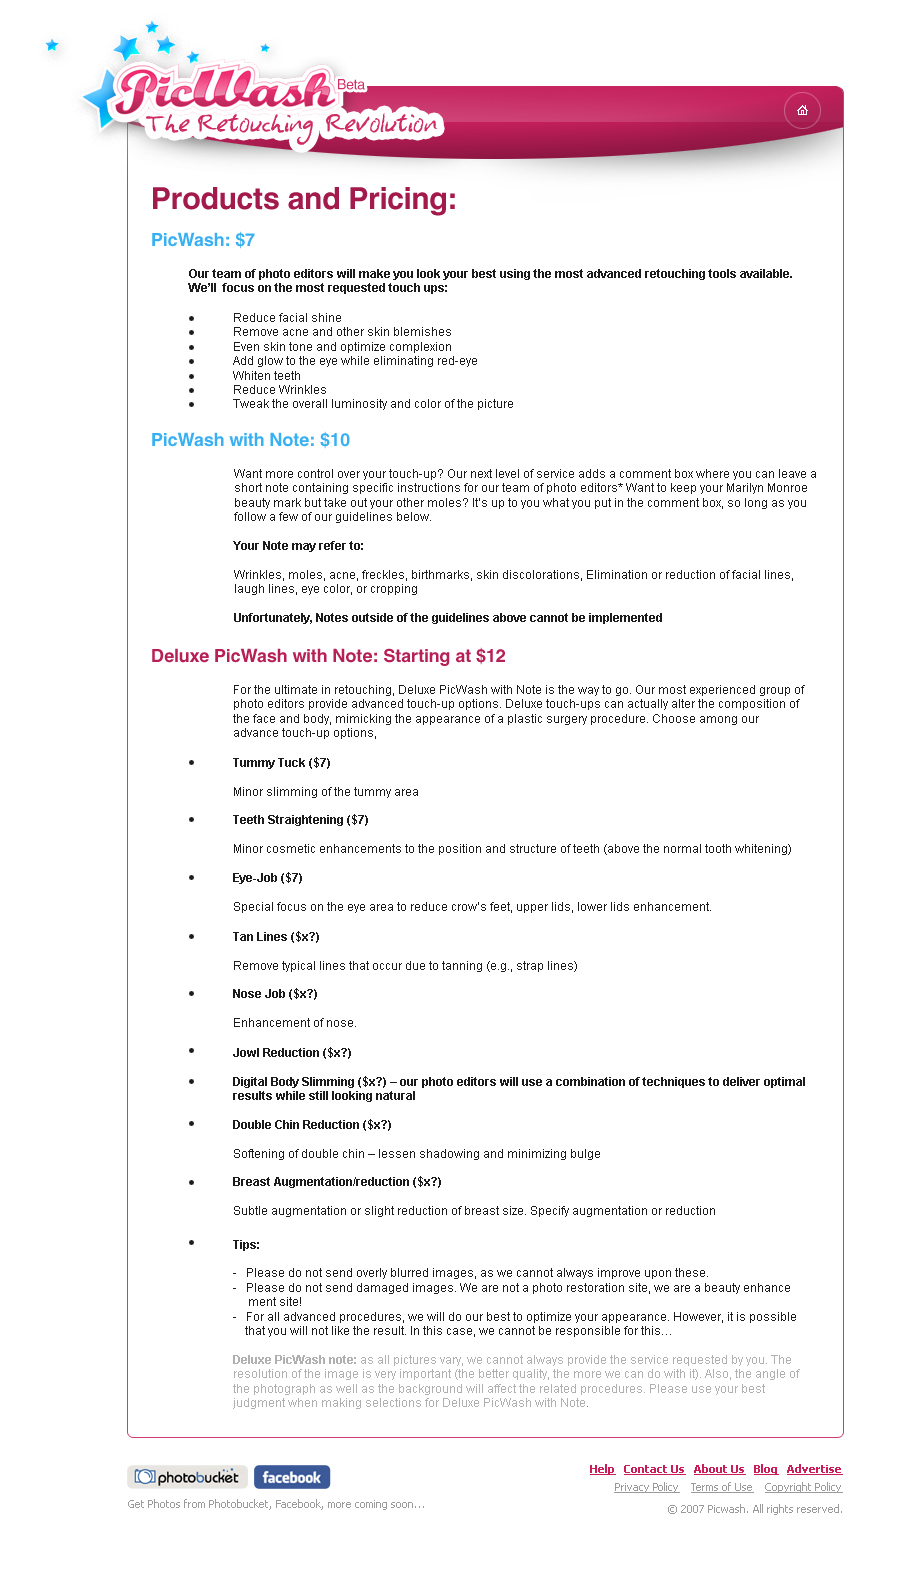 PicWash Beta
The Retouching Revolution
Products and Pricing:
PicWash: $7
Our team of photo editors will make you look your best using the most advanced retouching tools available.
We'll focus on the most requested touch ups:
• Reduce facial shine
• Remove acne and other skin blemishes
• Even skin tone and optimize complexion
• Add glow to the eye while eliminating red-eye
• Whiten teeth
• Reduce Wrinkles
• Tweak the overall luminosity and color of the picture
PicWash with Note: $10
Want more control over your touch-up? Our next level of service adds a comment box where you can leave a
short note containing specific instructions for our team of photo editors* Want to keep your Marilyn Monroe
beauty mark but take out your other moles? It's up to you what you put in the comment box, so long as you
follow a few of our guidelines below.
Your Note may refer to:
Wrinkles, moles, acne, freckles, birthmarks, skin discolorations, Elimination or reduction of facial lines,
laugh lines, eye color, or cropping
Unfortunately, Notes outside of the guidelines above cannot be implemented
Deluxe PicWash with Note: Starting at $12
For the ultimate in retouching, Deluxe PicWash with Note is the way to go. Our most experienced group of
photo editors provide advanced touch-up options. Deluxe touch-ups can actually alter the composition of
the face and body, mimicking the appearance of a plastic surgery procedure. Choose among our
advance touch-up options,
• Tummy Tuck ($7)
Minor slimming of the tummy area
• Teeth Straightening ($7)
Minor cosmetic enhancements to the position and structure of teeth (above the normal tooth whitening)
• Eye-Job ($7)
Special focus on the eye area to reduce crow's feet, upper lids, lower lids enhancement.
• Tan Lines ($x?)
Remove typical lines that occur due to tanning (e.g., strap lines)
• Nose Job ($x?)
Enhancement of nose.
• Jowl Reduction ($x?)
• Digital Body Slimming ($x?) – our photo editors will use a combination of techniques to deliver optimal
results while still looking natural
• Double Chin Reduction ($x?)
Softening of double chin – lessen shadowing and minimizing bulge
• Breast Augmentation/reduction ($x?)
Subtle augmentation or slight reduction of breast size. Specify augmentation or reduction
• Tips:
- Please do not send overly blurred images, as we cannot always improve upon these.
- Please do not send damaged images. We are not a photo restoration site, we are a beauty enhance
ment site!
- For all advanced procedures, we will do our best to optimize your appearance. However, it is possible
that you will not like the result. In this case, we cannot be responsible for this...
Deluxe PicWash note: as all pictures vary, we cannot always provide the service requested by you. The
resolution of the image is very important (the better quality, the more we can do with it). Also, the angle of
the photograph as well as the background will affect the related procedures. Please use your best
judgment when making selections for Deluxe PicWash with Note.
photobucket facebook
Get Photos from Photobucket, Facebook, more coming soon...
Help Contact Us About Us Blog Advertise
Privacy Policy Terms of Use Copyright Policy
© 2007 Picwash. All rights reserved.